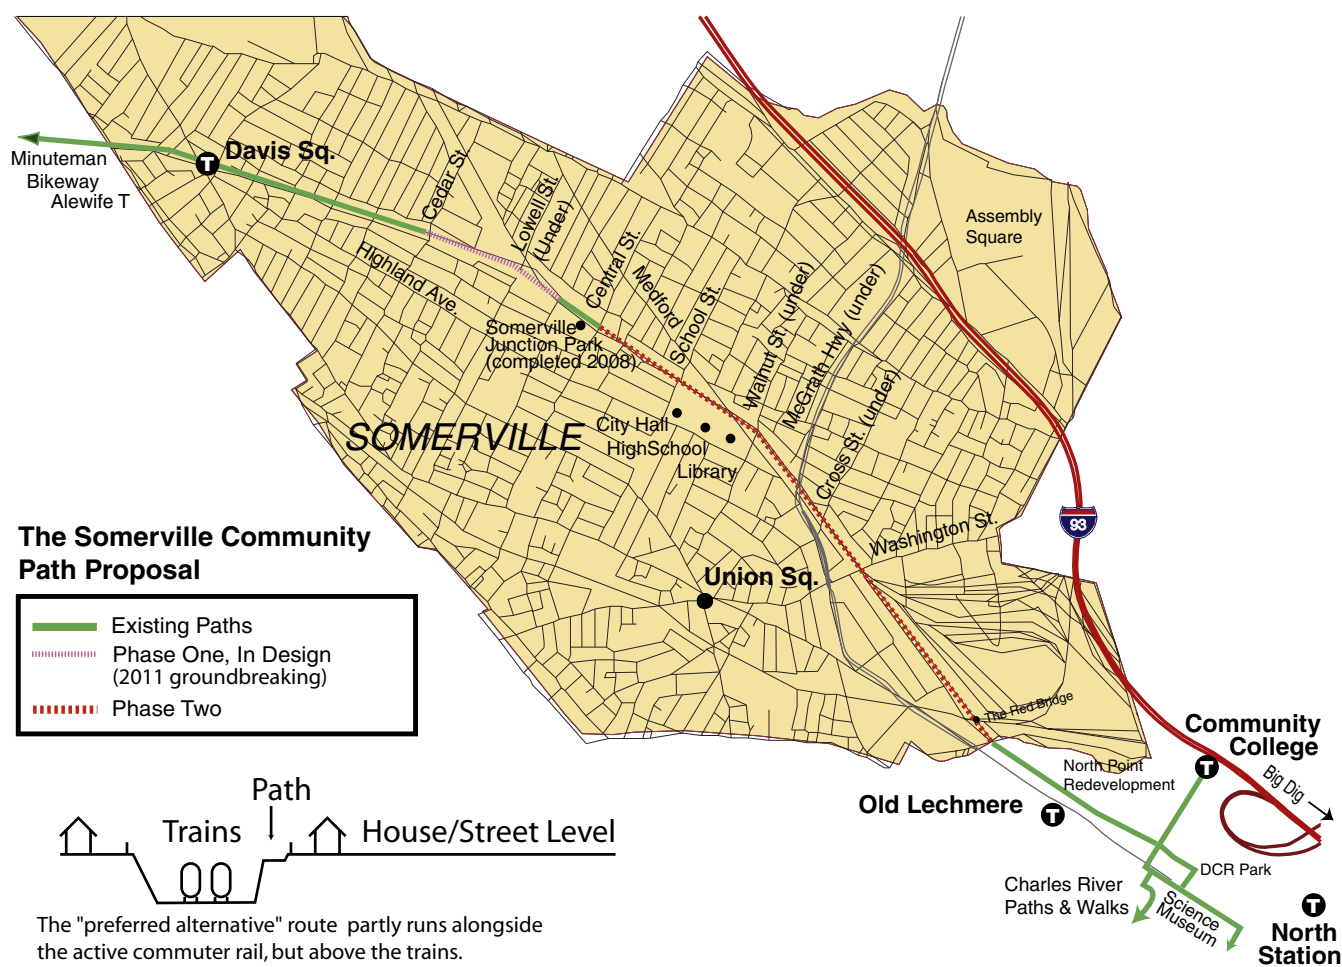 Davis Sq.
Minuteman
Bikeway
Alewife T
Cedar St.
Lowell St.
(Under)
Highland Ave.
Central St.
Medford
School St.
Walnut St. (under)
McGrath Hwy (under)
Cross St. (under)
Assembly
Square
Somerville
Junction Park
(completed 2008)
SOMERVILLE
City Hall
HighSchool
Library
Washington St.
93
Union Sq.
The Somerville Community
Path Proposal
Existing Paths
Phase One, In Design
(2011 groundbreaking)
Phase Two
The Red Bridge
Community
College
North Point
Redevelopment
Big Dig
Old Lechmere
T
T
T
T
DCR Park
Charles River
Paths & Walks
Science
Museum
North
Station
Path
Trains
House/Street Level
The "preferred alternative" route partly runs alongside
the active commuter rail, but above the trains.